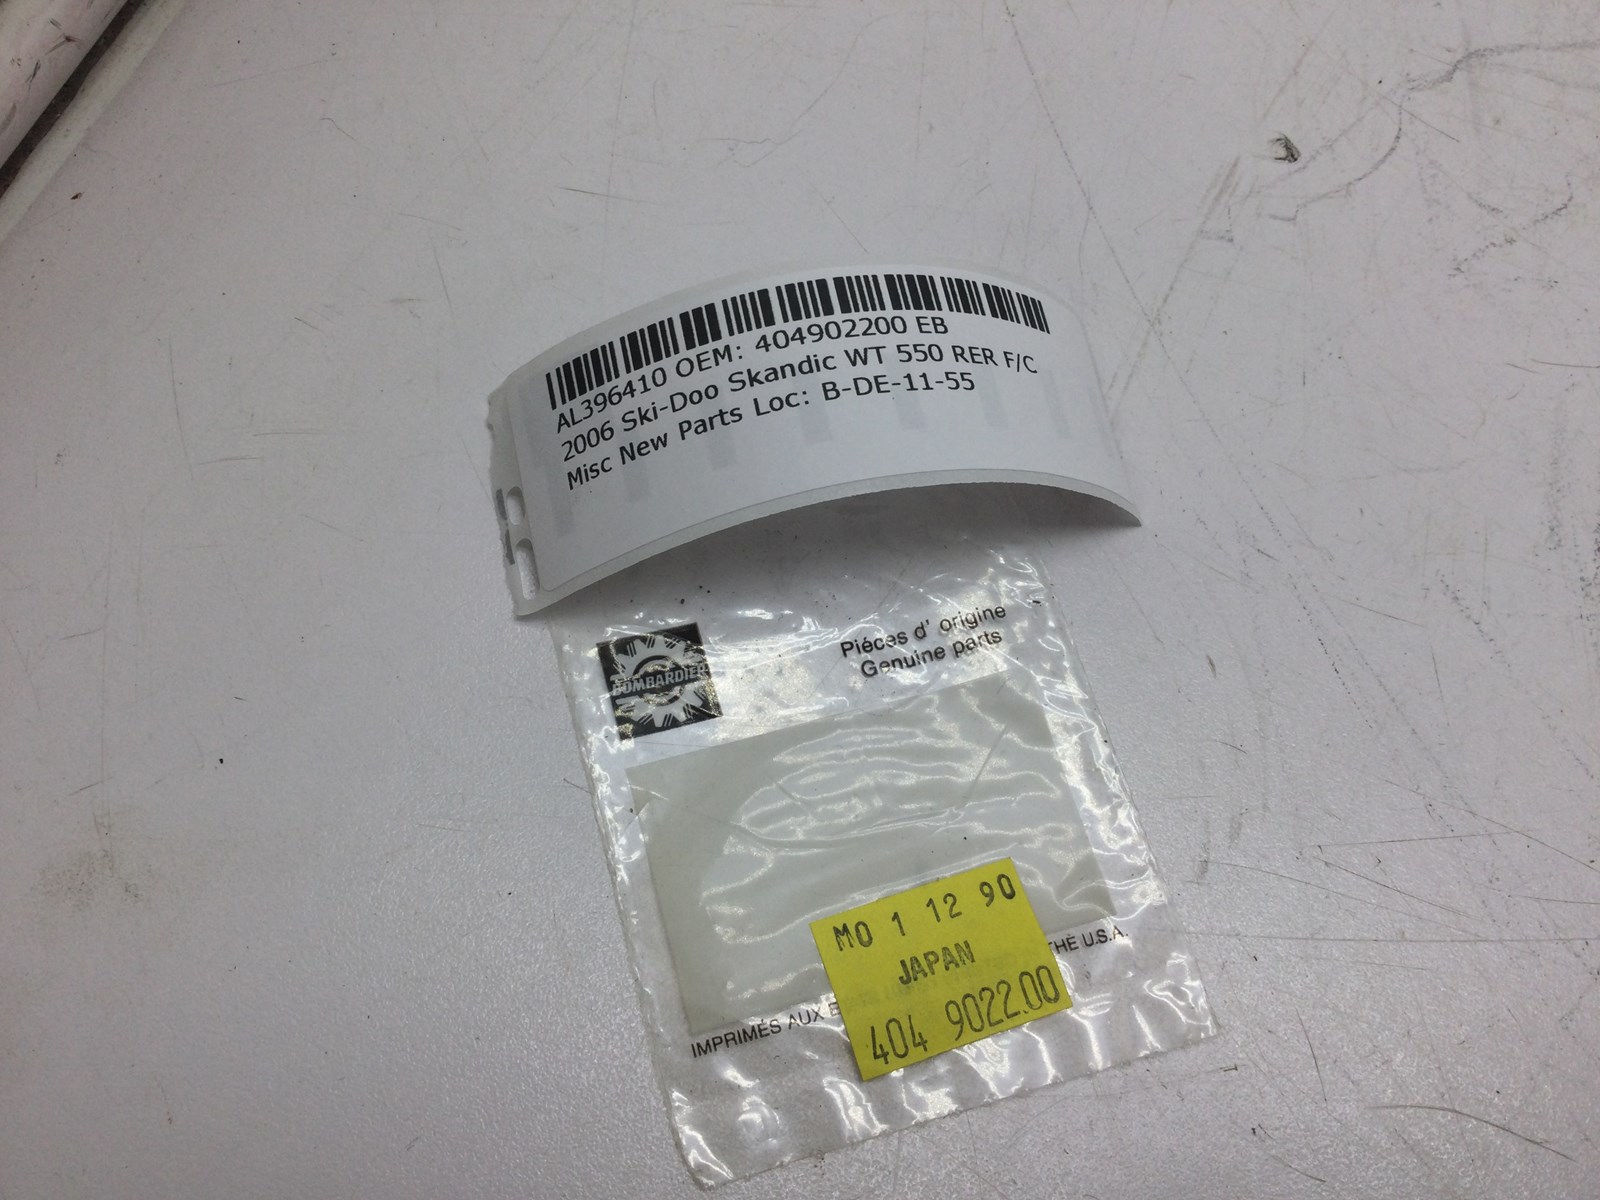 AL396410 OEM: 404902200 EB
2006 Ski-Doo Skandic WT 550 RER F/C
Misc New Parts Loc: B-DE-11-55
BOMBARDIER
Piéces d' origine
Genuine parts
MO 1 12 90
JAPAN
404 9022.00
IMPRIMÉS AUX THE U.S.A.